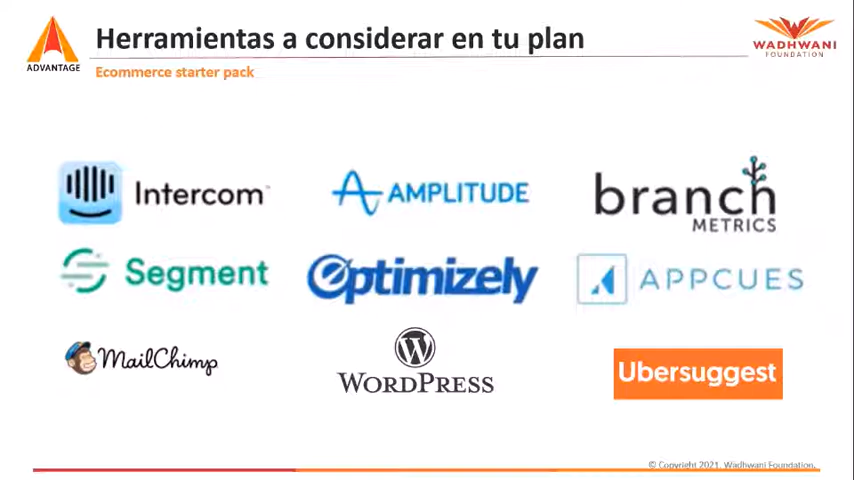 Herramientas a considerar en tu plan
ADVANTAGE
Ecommerce starter pack
WADHWANI
FOUNDATION
Intercom™
AMPLITUDE
branch
METRICS
Segment
Optimizely
APPCUES
MailChimp
WORDPRESS
Ubersuggest
© Copyright 2021. Wadhwani Foundation.